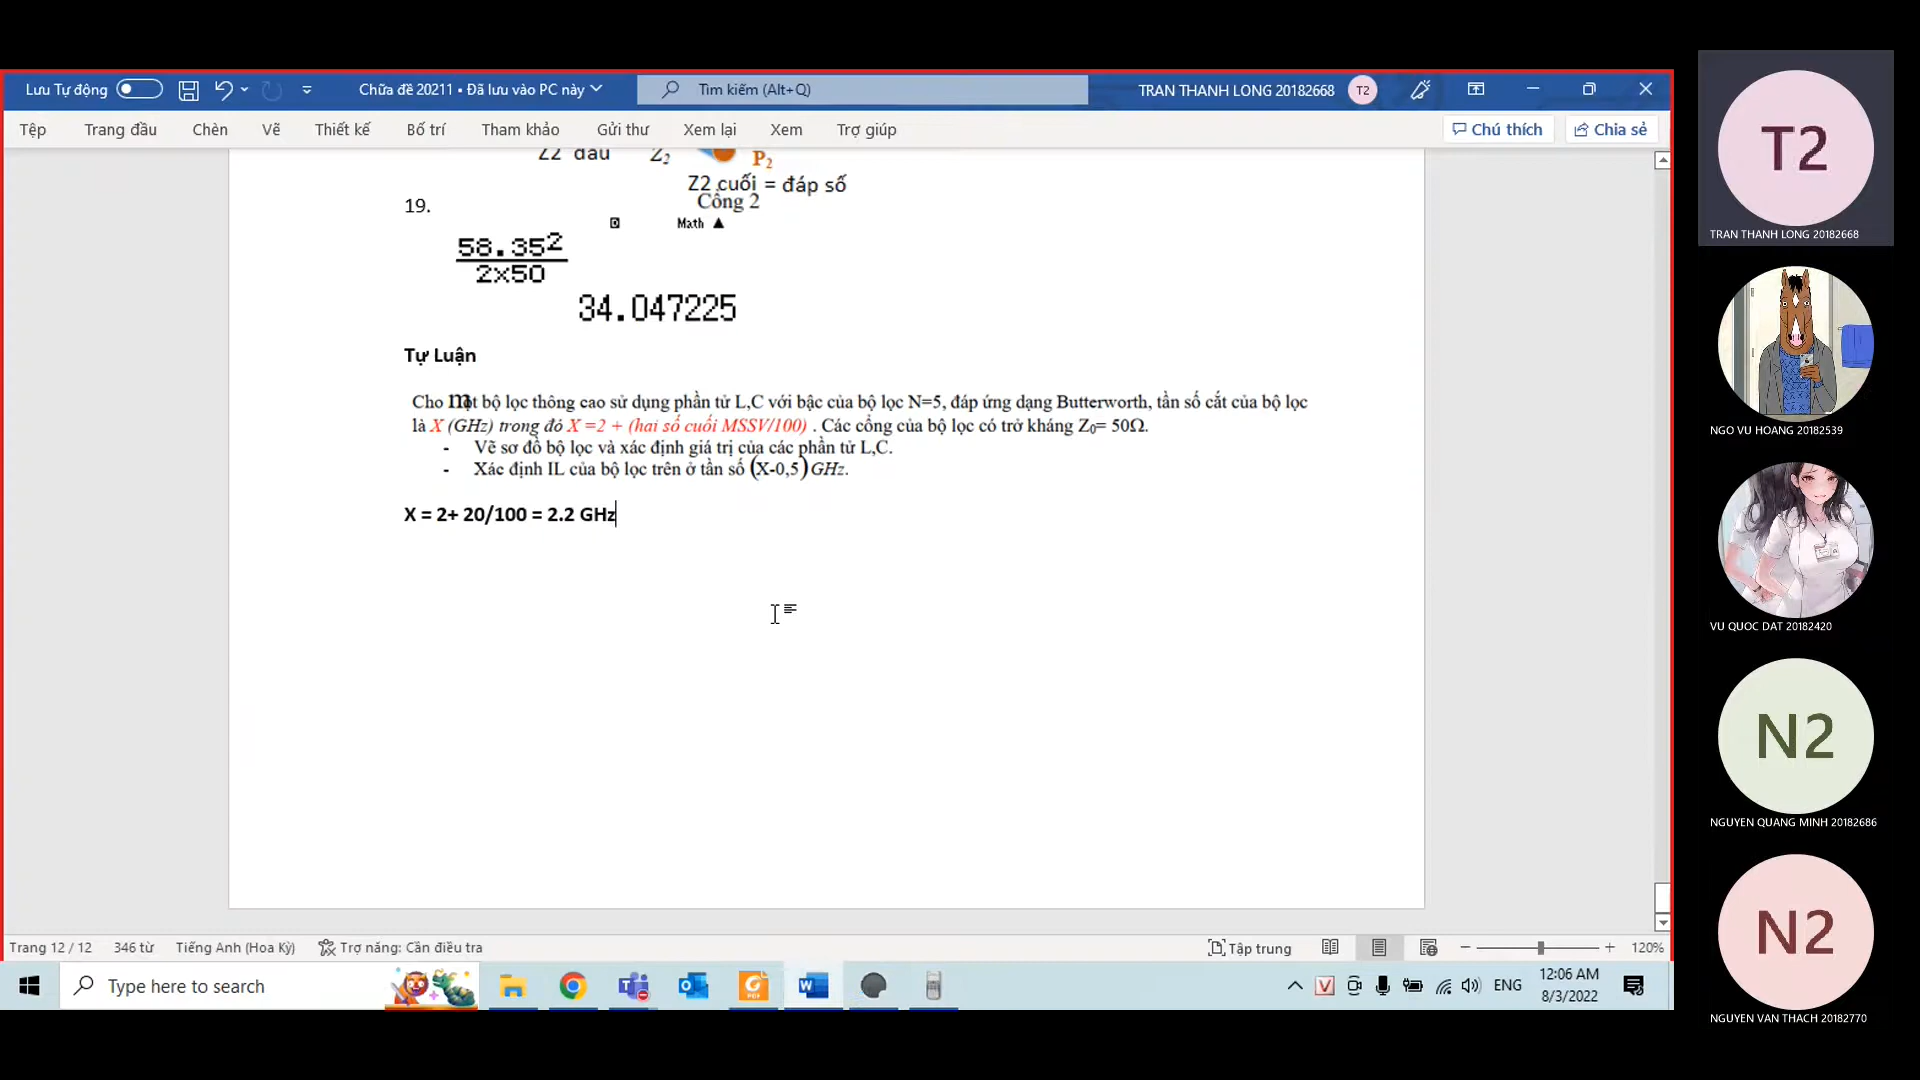 Lưu Tự động
Chữa đề 20211 • Đã lưu vào PC này
Tìm kiếm (Alt+Q)
TRAN THANH LONG 20182668
T2
Tệp
Trang đầu
Chèn
Vẽ
Thiết kế
Bố trí
Tham khảo
Gửi thư
Xem lại
Xem
Trợ giúp
Chú thích
Chia sẻ
Z2 đầu Z2 P2
Z2 cuối = đáp số
Cổng 2
19.
D Math ▲
58.35²
2x50
34.047225
Tự Luận
Cho một bộ lọc thông cao sử dụng phần tử L,C với bậc của bộ lọc N=5, đáp ứng dạng Butterworth, tần số cắt của bộ lọc
là X (GHz) trong đó X =2 + (hai số cuối MSSV/100) . Các cổng của bộ lọc có trở kháng Z0= 50Ω.
- Vẽ sơ đồ bộ lọc và xác định giá trị của các phần tử L,C.
- Xác định IL của bộ lọc trên ở tần số (X-0,5) GHz.
X = 2+ 20/100 = 2.2 GHz
Trang 12 / 12
346 từ
Tiếng Anh (Hoa Kỳ)
Trợ năng: Cần điều tra
Tập trung
120%
Type here to search
ENG
12:06 AM
8/3/2022
T2
TRAN THANH LONG 20182668
NGO VU HOANG 20182539
VU QUOC DAT 20182420
N2
NGUYEN QUANG MINH 20182686
N2
NGUYEN VAN THACH 20182770